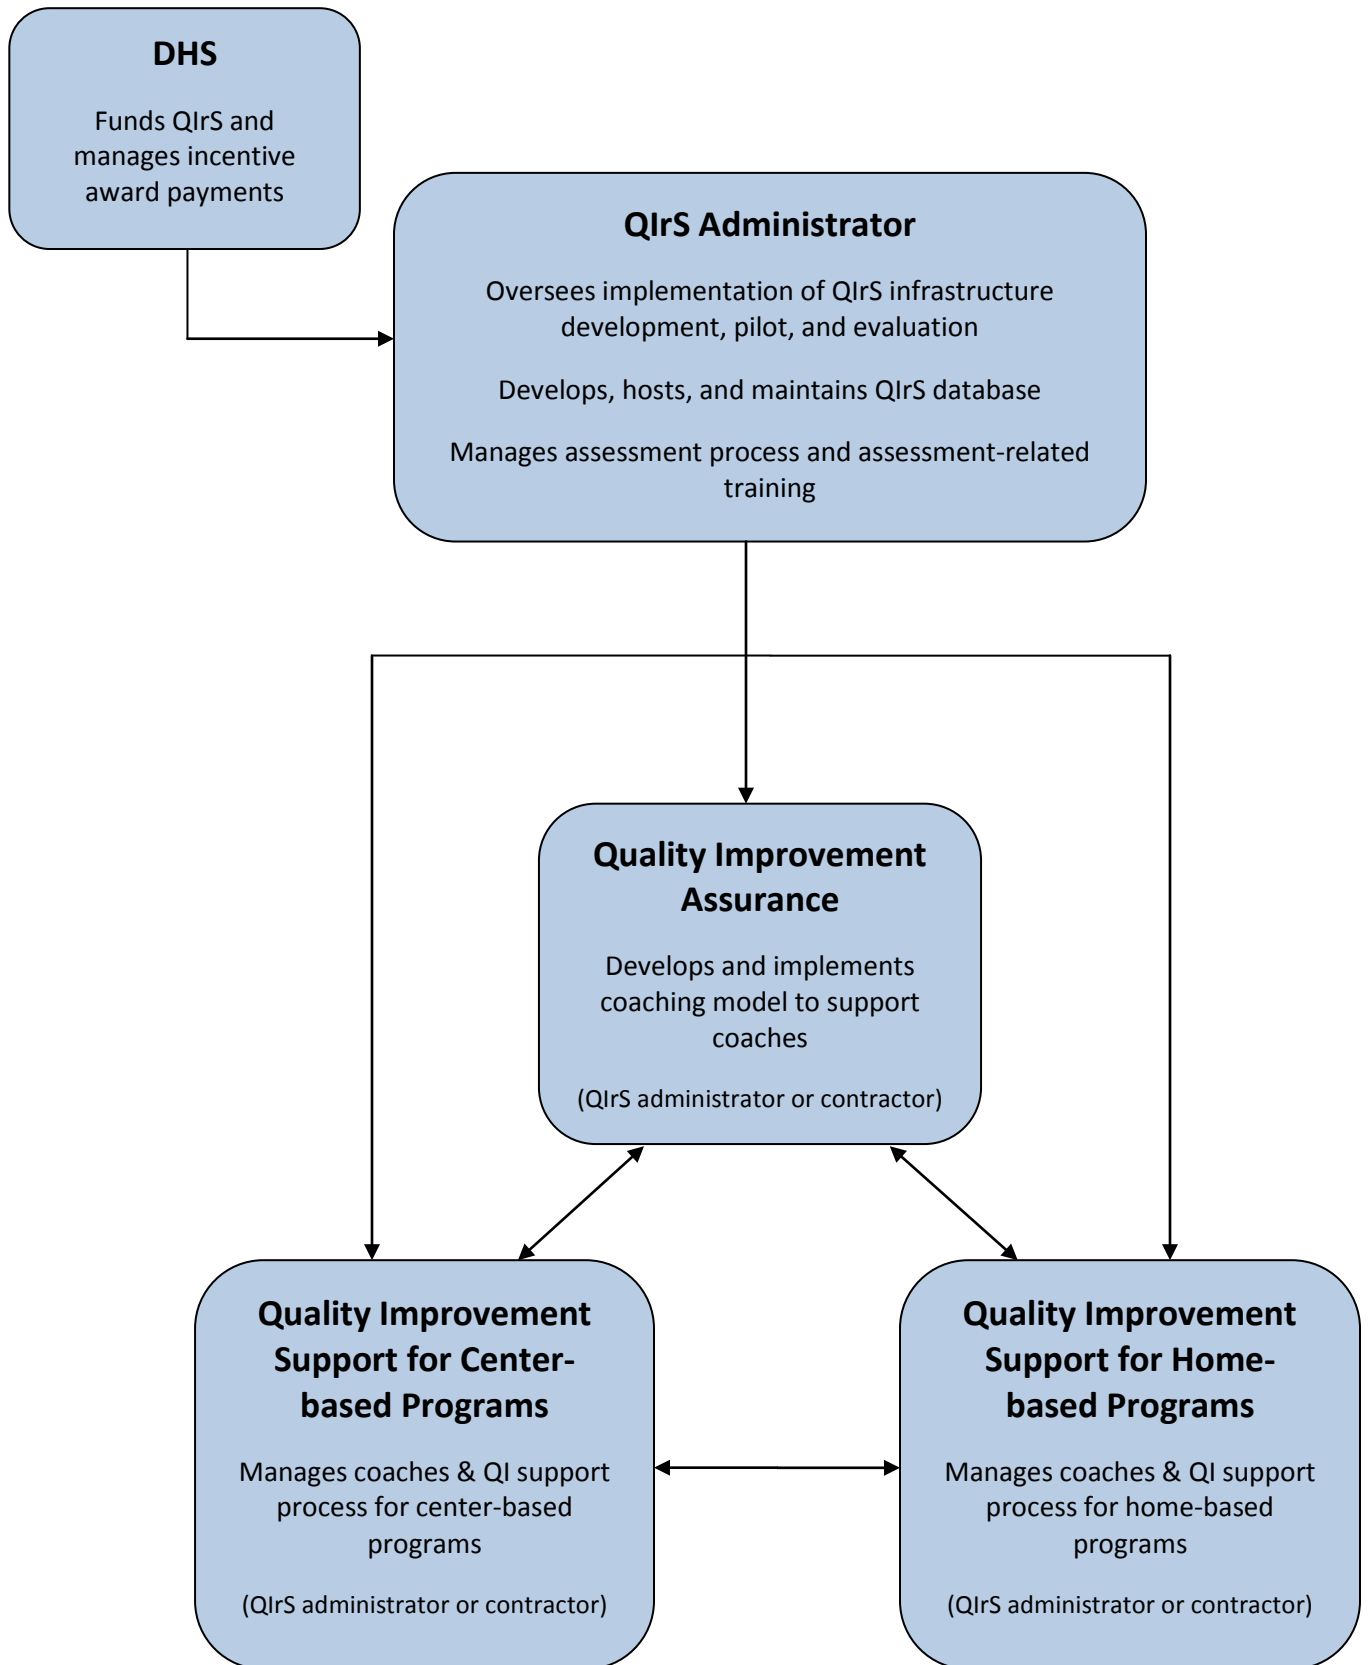 DHS
Funds QIrS and
manages incentive
award payments
QIrS Administrator
Oversees implementation of QIrS infrastructure
development, pilot, and evaluation
Develops, hosts, and maintains QIrS database
Manages assessment process and assessment-related
training
Quality Improvement
Assurance
Develops and implements
coaching model to support
coaches
(QIrS administrator or contractor)
Quality Improvement
Support for Center-
based Programs
Manages coaches & QI support
process for center-based
programs
(QIrS administrator or contractor)
Quality Improvement
Support for Home-
based Programs
Manages coaches & QI support
process for home-based
programs
(QIrS administrator or contractor)